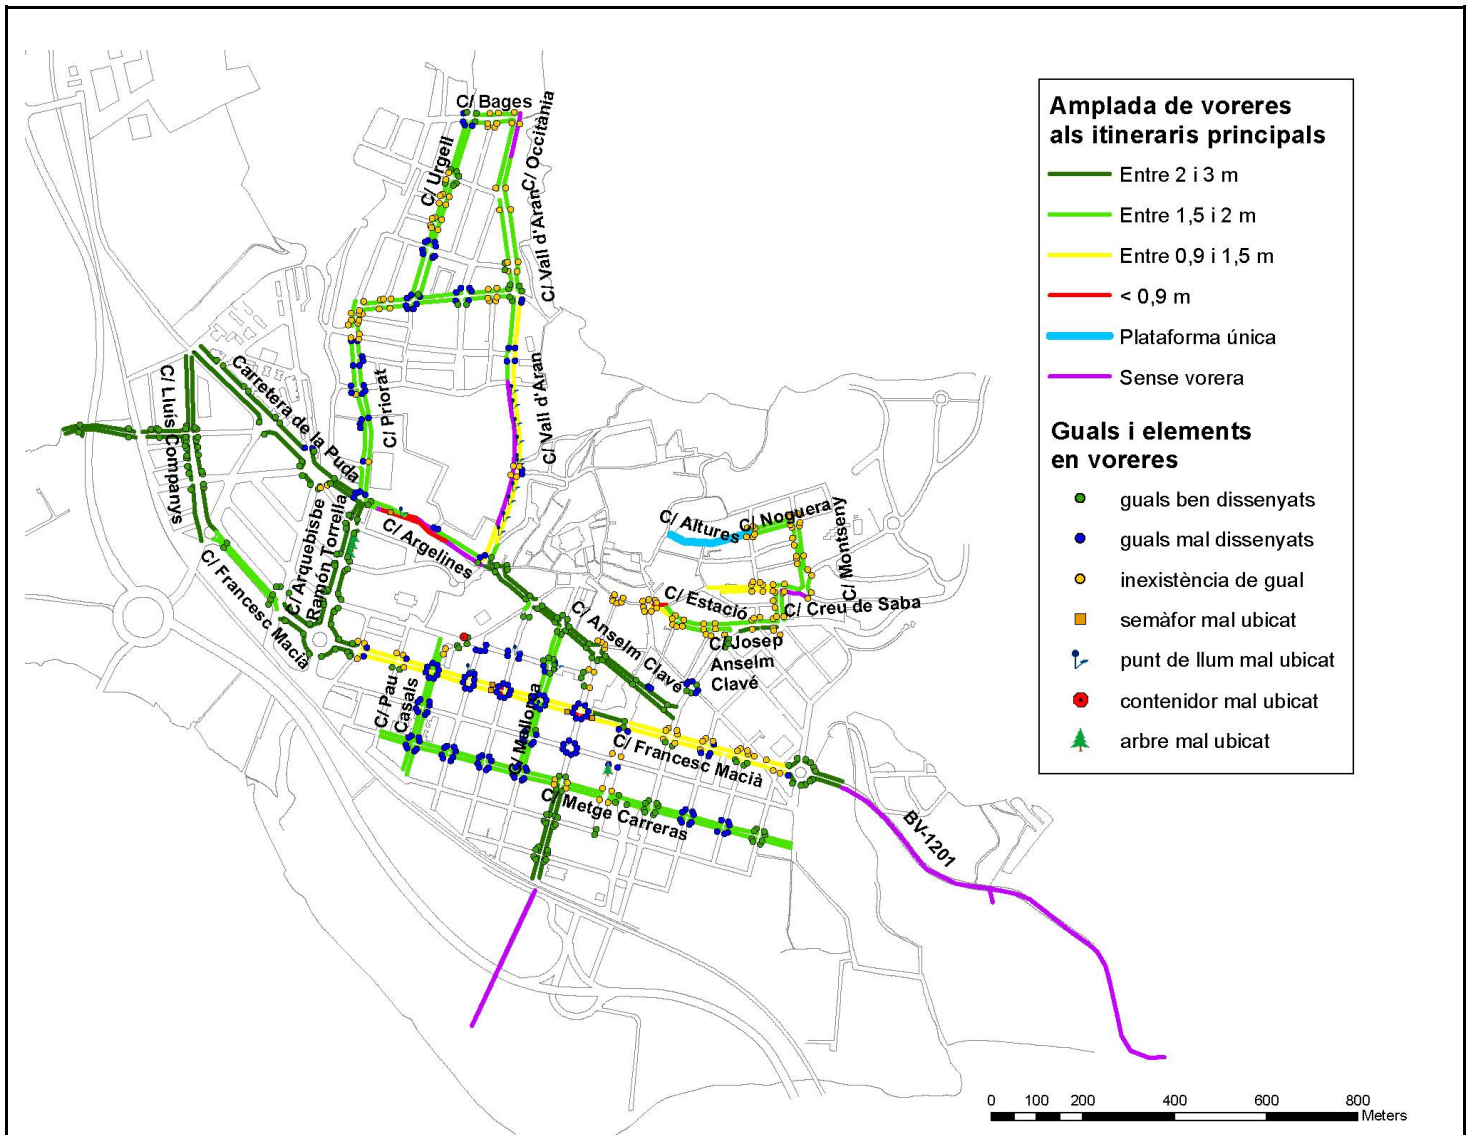 C/ Bages
C/ Occitània
C/ Urgell
C/ Vall d'Aran
C/ Vall d'Aran
C/ Priorat
C/ Lluís Companys
Carretera de la Puda
C/ Arquebisbe
Ramón Torrella
C/ Argelines
C/ Francesc Macià
C/ Altures
C/ Noguera
C/ Montseny
C/ Estació
C/ Creu de Saba
C/ Josep
Anselm
Clavé
C/ Anselm Clavé
C/ Pau
Casals
C/ Mallorca
C/ Francesc Macià
C/ Metge Carreras
BV-1201
Amplada de voreres
als itineraris principals
Entre 2 i 3 m
Entre 1,5 i 2 m
Entre 0,9 i 1,5 m
< 0,9 m
Plataforma única
Sense vorera
Guals i elements
en voreres
guals ben dissenyats
guals mal dissenyats
inexistència de gual
semàfor mal ubicat
punt de llum mal ubicat
contenidor mal ubicat
arbre mal ubicat
0 100 200 400 600 800
Meters